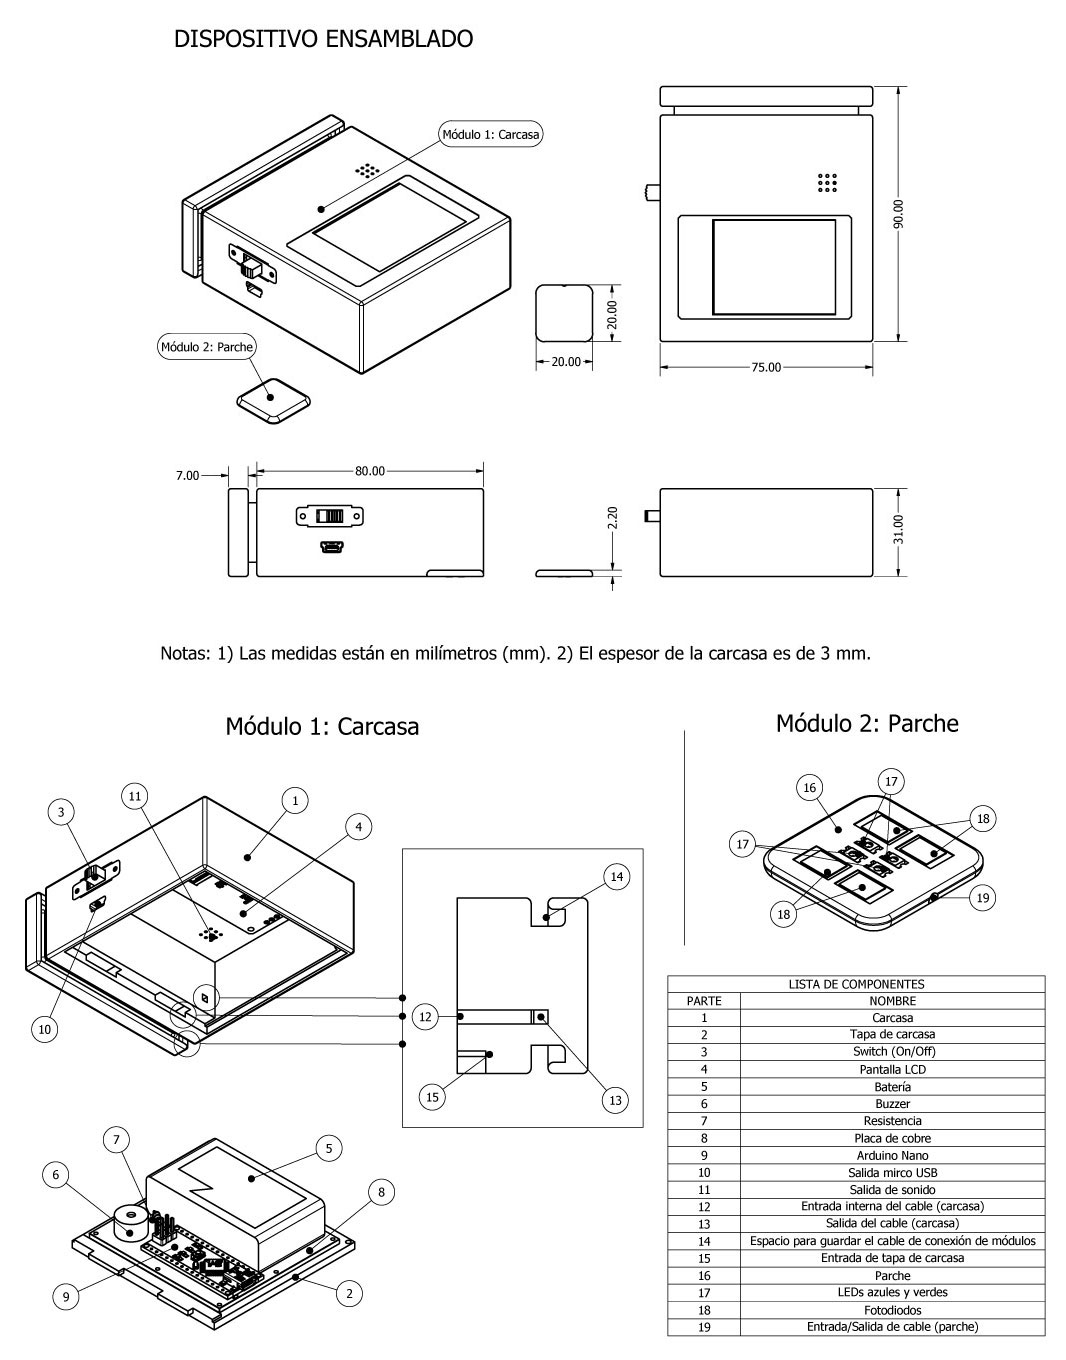 DISPOSITIVO ENSAMBLADO
Módulo 1: Carcasa
90.00
20.00
Módulo 2: Parche
20.00
75.00
7.00
80.00
2.20
31.00
Notas: 1) Las medidas están en milímetros (mm). 2) El espesor de la carcasa es de 3 mm.
Módulo 1: Carcasa
Módulo 2: Parche
11
3
1
4
14
12
10
15
13
16
17
18
17
18
19
7
6
5
8
9
2
LISTA DE COMPONENTES
PARTE NOMBRE
1 Carcasa
2 Tapa de carcasa
3 Switch (On/Off)
4 Pantalla LCD
5 Batería
6 Buzzer
7 Resistencia
8 Placa de cobre
9 Arduino Nano
10 Salida mirco USB
11 Salida de sonido
12 Entrada interna del cable (carcasa)
13 Salida del cable (carcasa)
14 Espacio para guardar el cable de conexión de módulos
15 Entrada de tapa de carcasa
16 Parche
17 LEDs azules y verdes
18 Fotodiodos
19 Entrada/Salida de cable (parche)